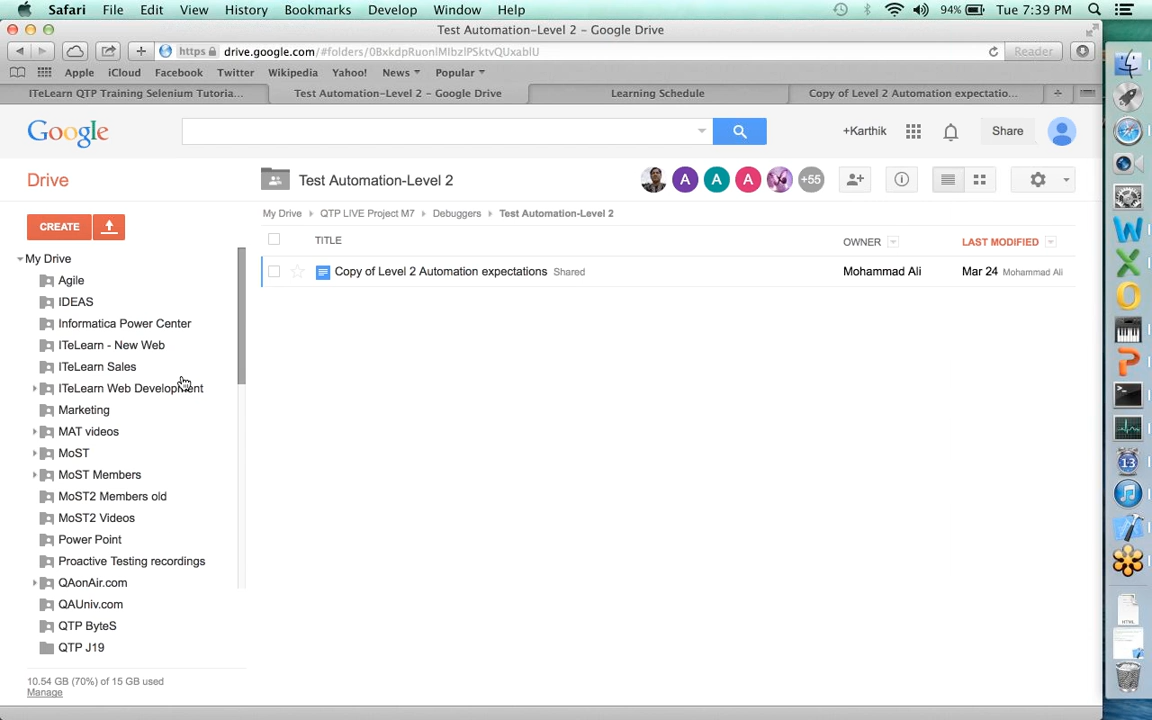 Safari File Edit View History Bookmarks Develop Window Help 94% Tue 7:39 PM
Test Automation-Level 2 – Google Drive
https drive.google.com/#folders/0BxkdpRuonlMlbzlPSktvQUxablU Reader
Apple iCloud Facebook Twitter Wikipedia Yahoo! News Popular
ITeLearn QTP Training Selenium Tutoria... Test Automation-Level 2 – Google Drive Learning Schedule Copy of Level 2 Automation expectatio...
Google +Karthik Share
Drive Test Automation-Level 2 A A A +55
My Drive QTP LIVE Project M7 Debuggers Test Automation-Level 2
CREATE
TITLE OWNER LAST MODIFIED
Copy of Level 2 Automation expectations Shared Mohammad Ali Mar 24 Mohammad Ali
My Drive
Agile
IDEAS
Informatica Power Center
ITeLearn - New Web
ITeLearn Sales
ITeLearn Web Development
Marketing
MAT videos
MoST
MoST Members
MoST2 Members old
MoST2 Videos
Power Point
Proactive Testing recordings
QAonAir.com
QAUniv.com
QTP ByteS
QTP J19
10.54 GB (70%) of 15 GB used
Manage
13
HTML